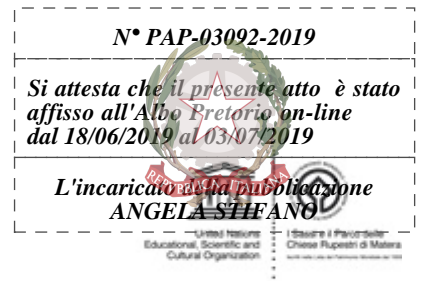 N° PAP-03092-2019
Si attesta che il presente atto è stato
affisso all'Albo Pretorio on-line
dal 18/06/2019 al 03/07/2019
L'incaricato della pubblicazione
ANGELA STIFANO
REPVBBLICA ITALIANA
United Nations
Educational, Scientific and
Cultural Organization
I Sassi e il Parco delle
Chiese Rupestri di Matera